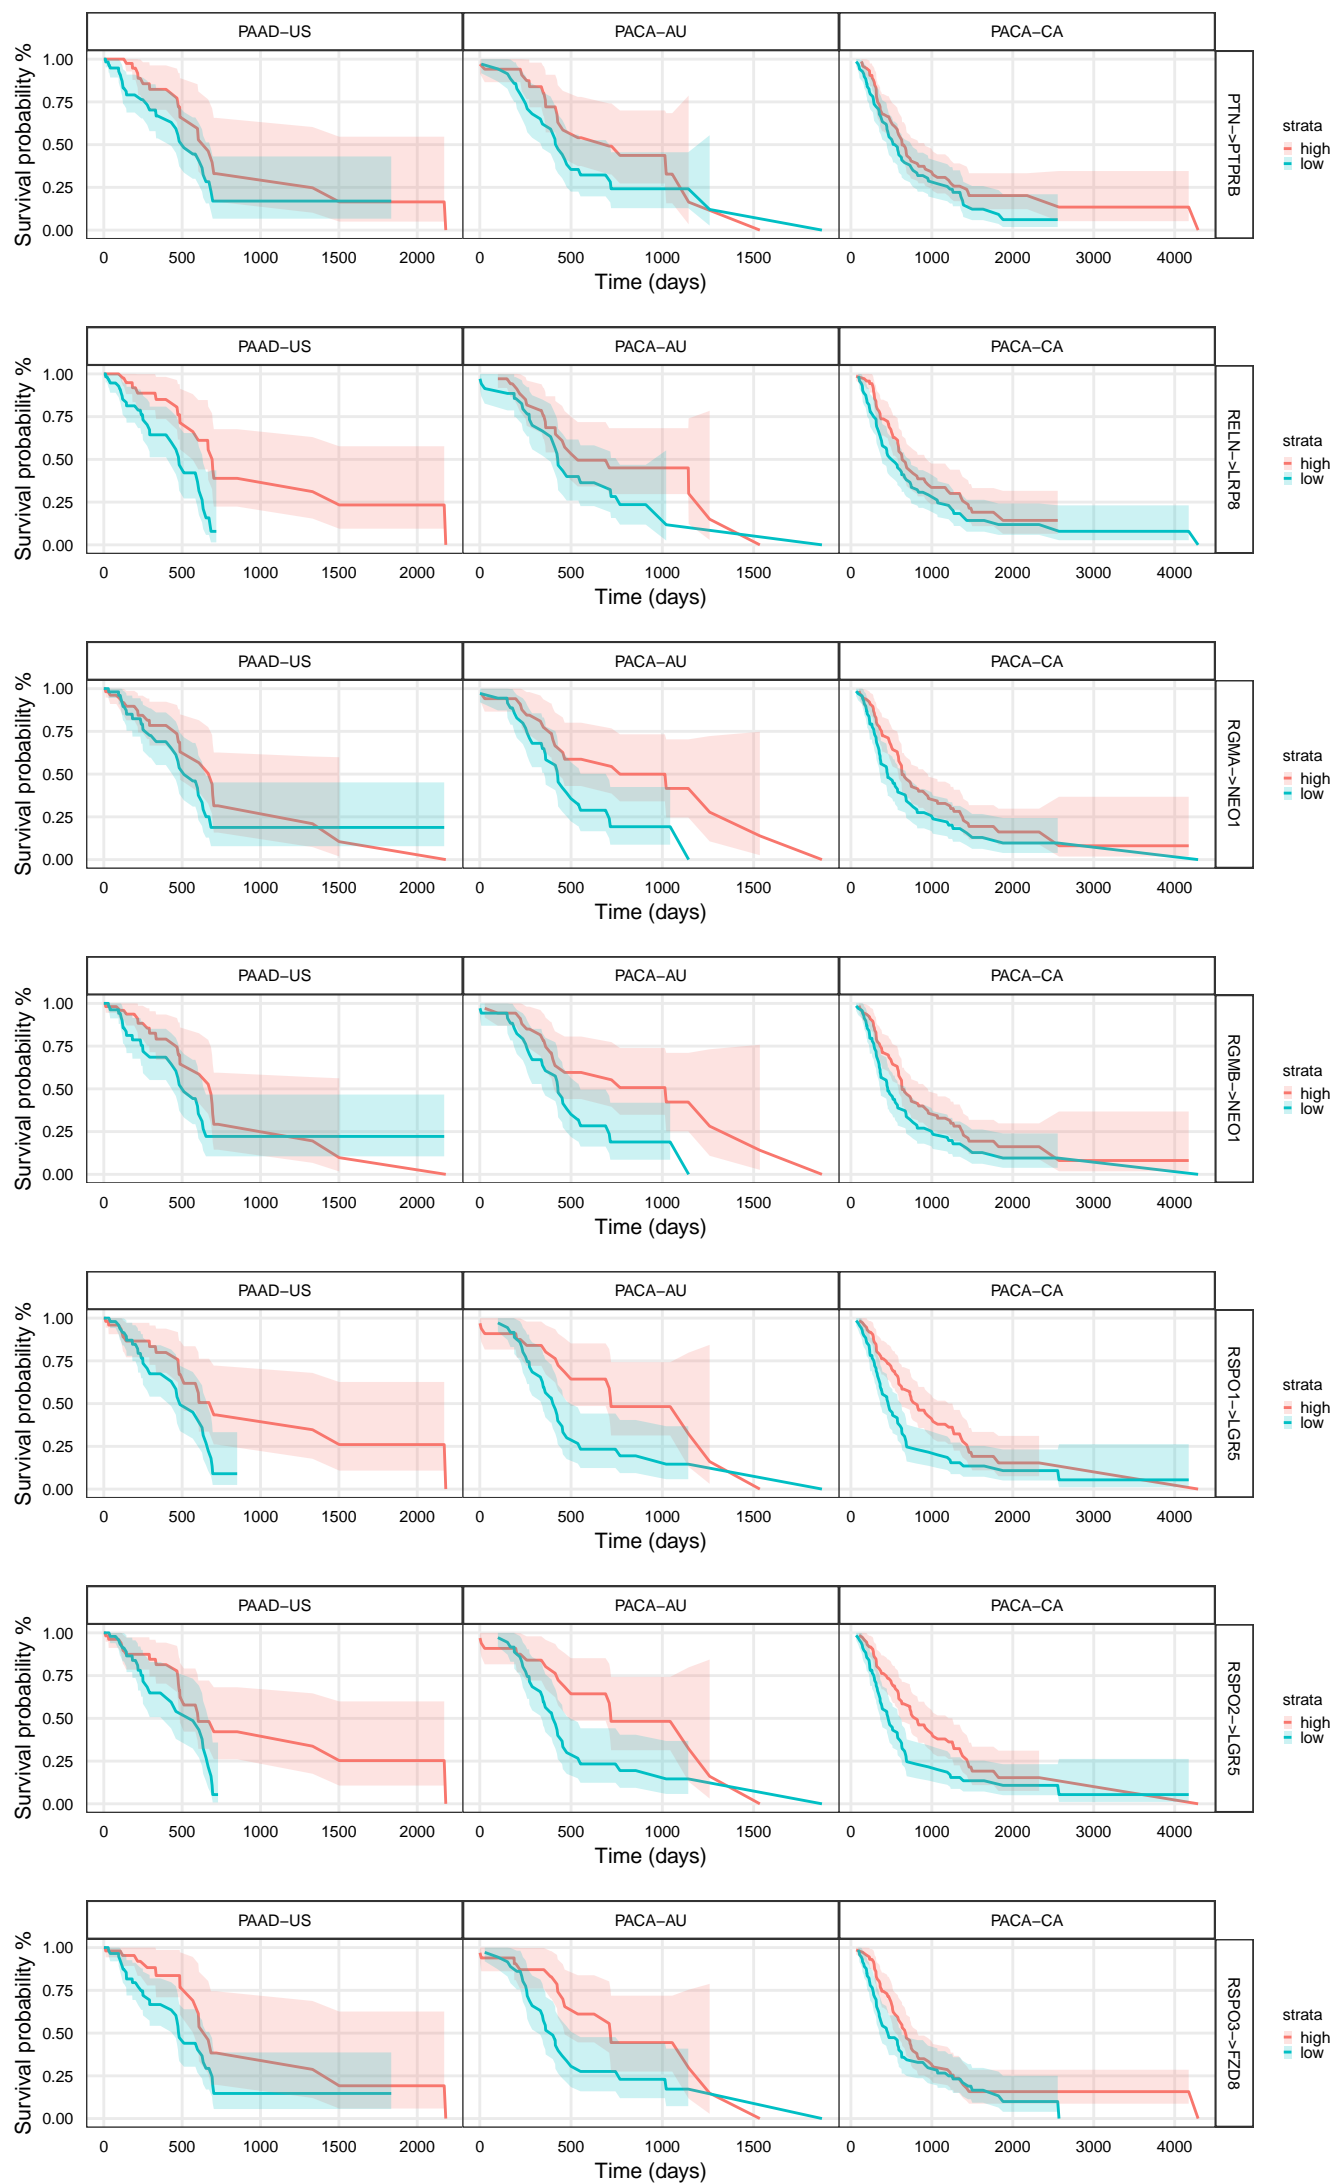 PAAD−US PACA−AU PACA−CA
Survival probability %
1.00
0.75
0.50
0.25
0.00
PTN−>PTPRB
strata
high
low
0 500 1000 1500 2000 0 500 1000 1500 0 1000 2000 3000 4000
Time (days)
PAAD−US PACA−AU PACA−CA
Survival probability %
1.00
0.75
0.50
0.25
0.00
RELN−>LRP8
strata
high
low
0 500 1000 1500 2000 0 500 1000 1500 0 1000 2000 3000 4000
Time (days)
PAAD−US PACA−AU PACA−CA
Survival probability %
1.00
0.75
0.50
0.25
0.00
RGMA−>NEO1
strata
high
low
0 500 1000 1500 2000 0 500 1000 1500 0 1000 2000 3000 4000
Time (days)
PAAD−US PACA−AU PACA−CA
Survival probability %
1.00
0.75
0.50
0.25
0.00
RGMB−>NEO1
strata
high
low
0 500 1000 1500 2000 0 500 1000 1500 0 1000 2000 3000 4000
Time (days)
PAAD−US PACA−AU PACA−CA
Survival probability %
1.00
0.75
0.50
0.25
0.00
RSPO1−>LGR5
strata
high
low
0 500 1000 1500 2000 0 500 1000 1500 0 1000 2000 3000 4000
Time (days)
PAAD−US PACA−AU PACA−CA
Survival probability %
1.00
0.75
0.50
0.25
0.00
RSPO2−>LGR5
strata
high
low
0 500 1000 1500 2000 0 500 1000 1500 0 1000 2000 3000 4000
Time (days)
PAAD−US PACA−AU PACA−CA
Survival probability %
1.00
0.75
0.50
0.25
0.00
RSPO3−>FZD8
strata
high
low
0 500 1000 1500 2000 0 500 1000 1500 0 1000 2000 3000 4000
Time (days)